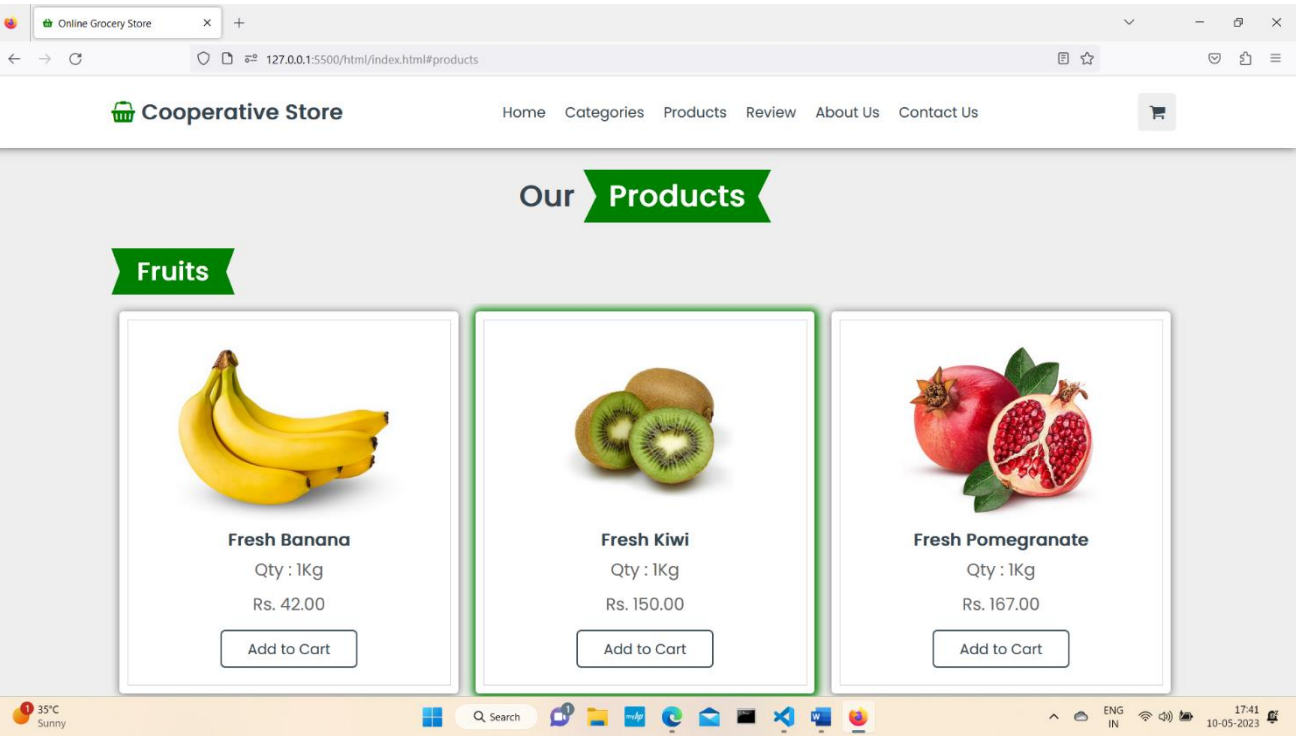 Online Grocery Store
127.0.0.1:5500/html/index.html#products
Cooperative Store
Home Categories Products Review About Us Contact Us
Our Products
Fruits
Fresh Banana
Qty : 1Kg
Rs. 42.00
Add to Cart
Fresh Kiwi
Qty : 1Kg
Rs. 150.00
Add to Cart
Fresh Pomegranate
Qty : 1Kg
Rs. 167.00
Add to Cart
1
35°C
Sunny
Search
1
ENG
IN
17:41
10-05-2023